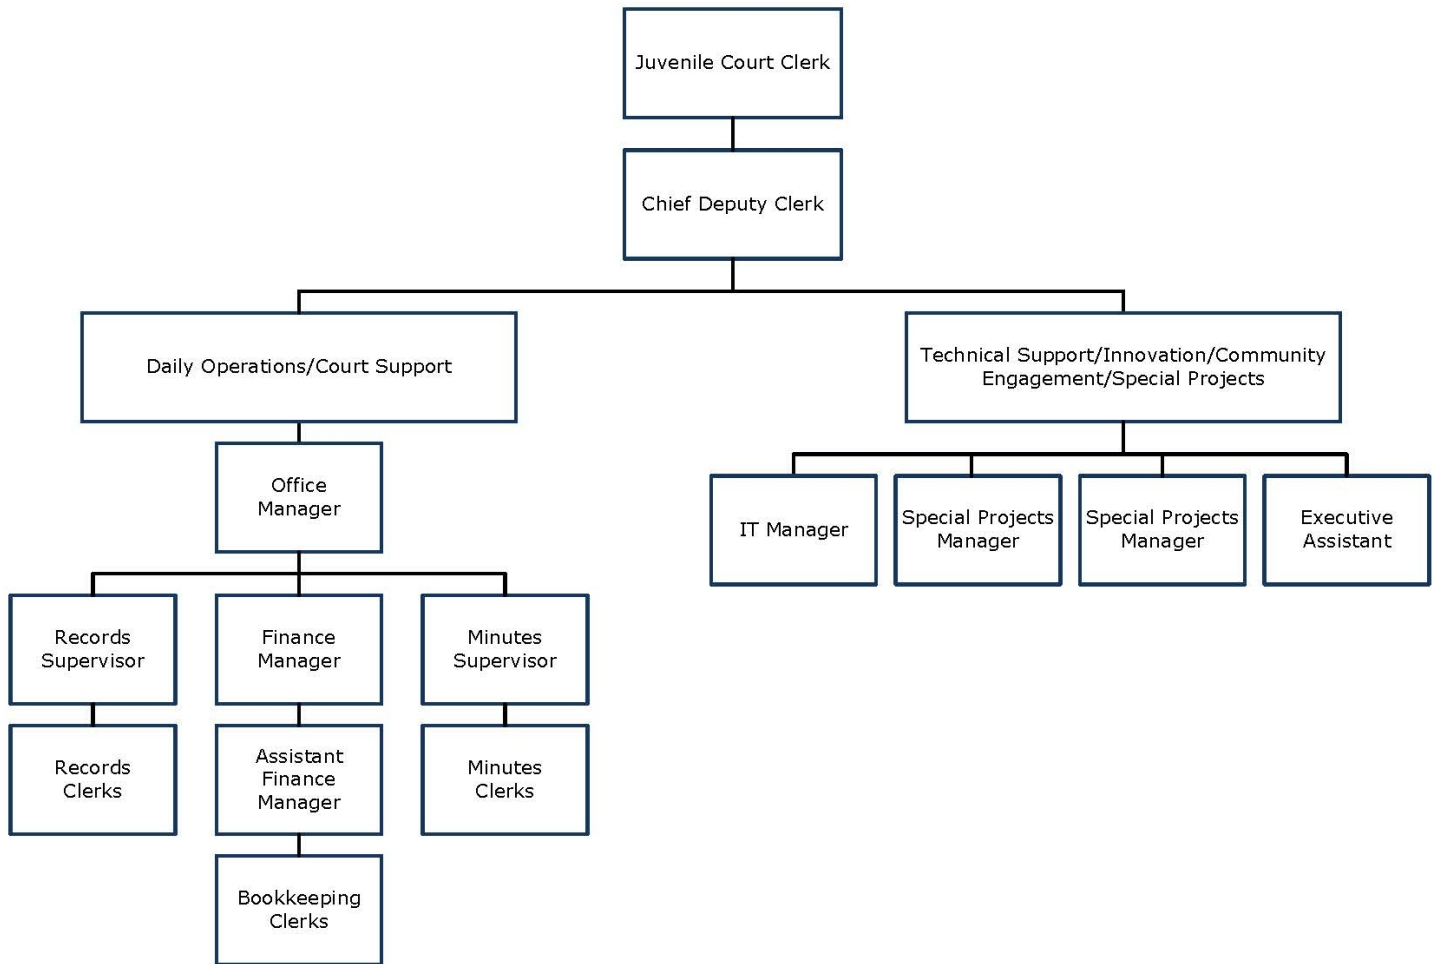 Juvenile Court Clerk
Chief Deputy Clerk
Daily Operations/Court Support
Technical Support/Innovation/Community
Engagement/Special Projects
Office
Manager
IT Manager
Special Projects
Manager
Special Projects
Manager
Executive
Assistant
Records
Supervisor
Finance
Manager
Minutes
Supervisor
Records
Clerks
Assistant
Finance
Manager
Minutes
Clerks
Bookkeeping
Clerks